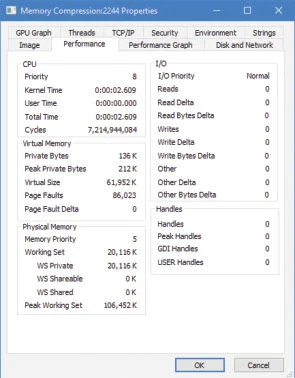 Memory Compression:2244 Properties
GPU Graph Threads TCP/IP Security Environment Strings
Image Performance Performance Graph Disk and Network
CPU
Priority 8
Kernel Time 0:00:02.609
User Time 0:00:00.000
Total Time 0:00:02.609
Cycles 7,214,944,084
Virtual Memory
Private Bytes 136 K
Peak Private Bytes 212 K
Virtual Size 61,952 K
Page Faults 86,023
Page Fault Delta 0
Physical Memory
Memory Priority 5
Working Set 20,116 K
WS Private 20,116 K
WS Shareable 0 K
WS Shared 0 K
Peak Working Set 106,452 K
I/O
I/O Priority Normal
Reads 0
Read Delta 0
Read Bytes Delta 0
Writes 0
Write Delta 0
Write Bytes Delta 0
Other 0
Other Delta 0
Other Bytes Delta 0
Handles
Handles 0
Peak Handles 0
GDI Handles 0
USER Handles 0
OK Cancel